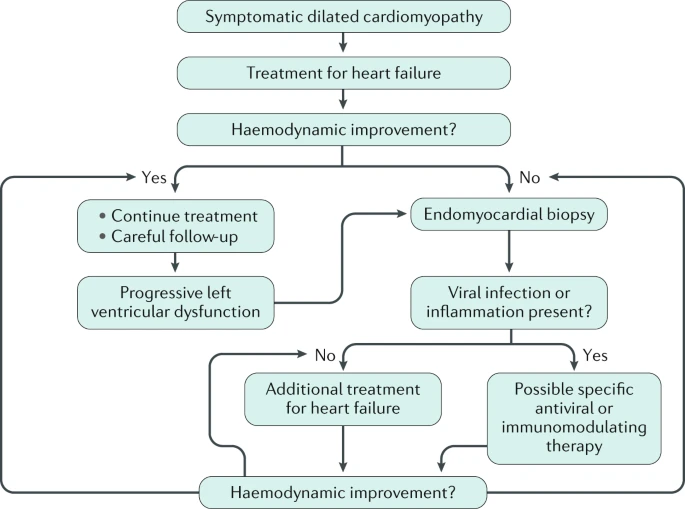 Symptomatic dilated cardiomyopathy
Treatment for heart failure
Haemodynamic improvement?
Yes
No
• Continue treatment
• Careful follow-up
Endomyocardial biopsy
Progressive left
ventricular dysfunction
Viral infection or
inflammation present?
No
Yes
Additional treatment
for heart failure
Possible specific
antiviral or
immunomodulating
therapy
Haemodynamic improvement?